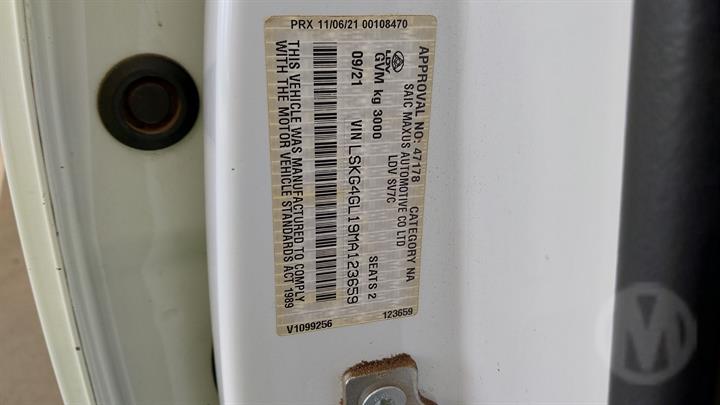 PRX 11/06/21 00108470
APPROVAL NO: 47178 CATEGORY NA
SAIC MAXUS AUTOMOTIVE CO LTD
LDV SV7C
LDV
GVM kg 3000 SEATS 2
09/21 VIN LSKG4GL19MA123659
THIS VEHICLE WAS MANUFACTURED TO COMPLY
WITH THE MOTOR VEHICLE STANDARDS ACT 1989
V1099256
123659
M